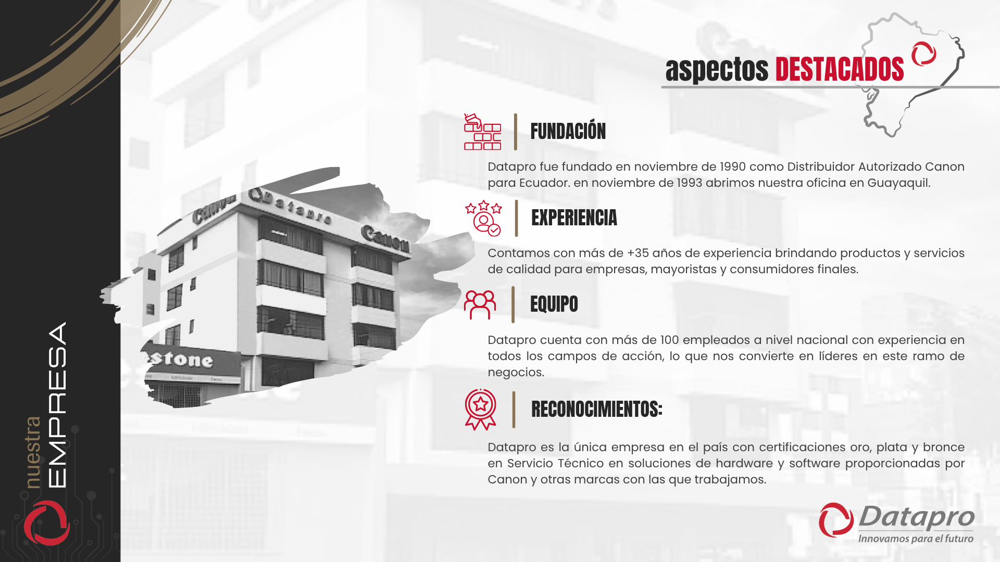 nuestra
EMPRESA
aspectos DESTACADOS
FUNDACIÓN
Datapro fue fundado en noviembre de 1990 como Distribuidor Autorizado Canon
para Ecuador. en noviembre de 1993 abrimos nuestra oficina en Guayaquil.
EXPERIENCIA
Contamos con más de +35 años de experiencia brindando productos y servicios
de calidad para empresas, mayoristas y consumidores finales.
EQUIPO
Datapro cuenta con más de 100 empleados a nivel nacional con experiencia en
todos los campos de acción, lo que nos convierte en líderes en este ramo de
negocios.
RECONOCIMIENTOS:
Datapro es la única empresa en el país con certificaciones oro, plata y bronce
en Servicio Técnico en soluciones de hardware y software proporcionadas por
Canon y otras marcas con las que trabajamos.
Canon
Datapro
Canon
stone
Datapro
Innovamos para el futuro